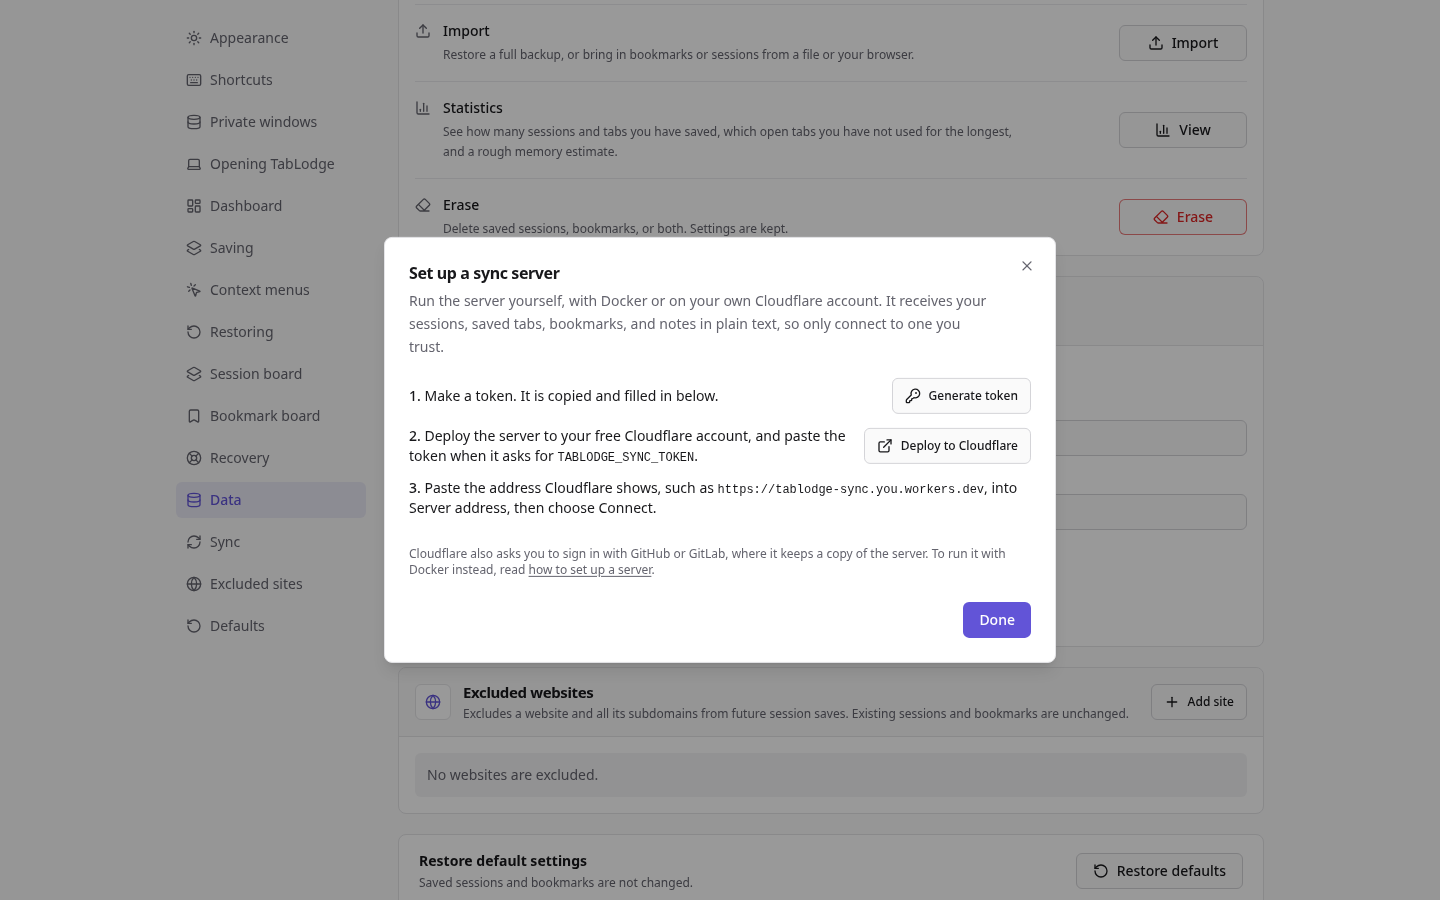 Appearance
Shortcuts
Private windows
Opening TabLodge
Dashboard
Saving
Context menus
Restoring
Session board
Bookmark board
Recovery
Data
Sync
Excluded sites
Defaults
Import
Restore a full backup, or bring in bookmarks or sessions from a file or your browser.
Import
Statistics
See how many sessions and tabs you have saved, which open tabs you have not used for the longest,
and a rough memory estimate.
View
Erase
Delete saved sessions, bookmarks, or both. Settings are kept.
Erase
Set up a sync server
Run the server yourself, with Docker or on your own Cloudflare account. It receives your
sessions, saved tabs, bookmarks, and notes in plain text, so only connect to one you
trust.
1. Make a token. It is copied and filled in below.
Generate token
2. Deploy the server to your free Cloudflare account, and paste the
token when it asks for TABLODGE_SYNC_TOKEN.
Deploy to Cloudflare
3. Paste the address Cloudflare shows, such as https://tablodge-sync.you.workers.dev, into
Server address, then choose Connect.
Cloudflare also asks you to sign in with GitHub or GitLab, where it keeps a copy of the server. To run it with
Docker instead, read how to set up a server.
Done
Excluded websites
Excludes a website and all its subdomains from future session saves. Existing sessions and bookmarks are unchanged.
Add site
No websites are excluded.
Restore default settings
Saved sessions and bookmarks are not changed.
Restore defaults